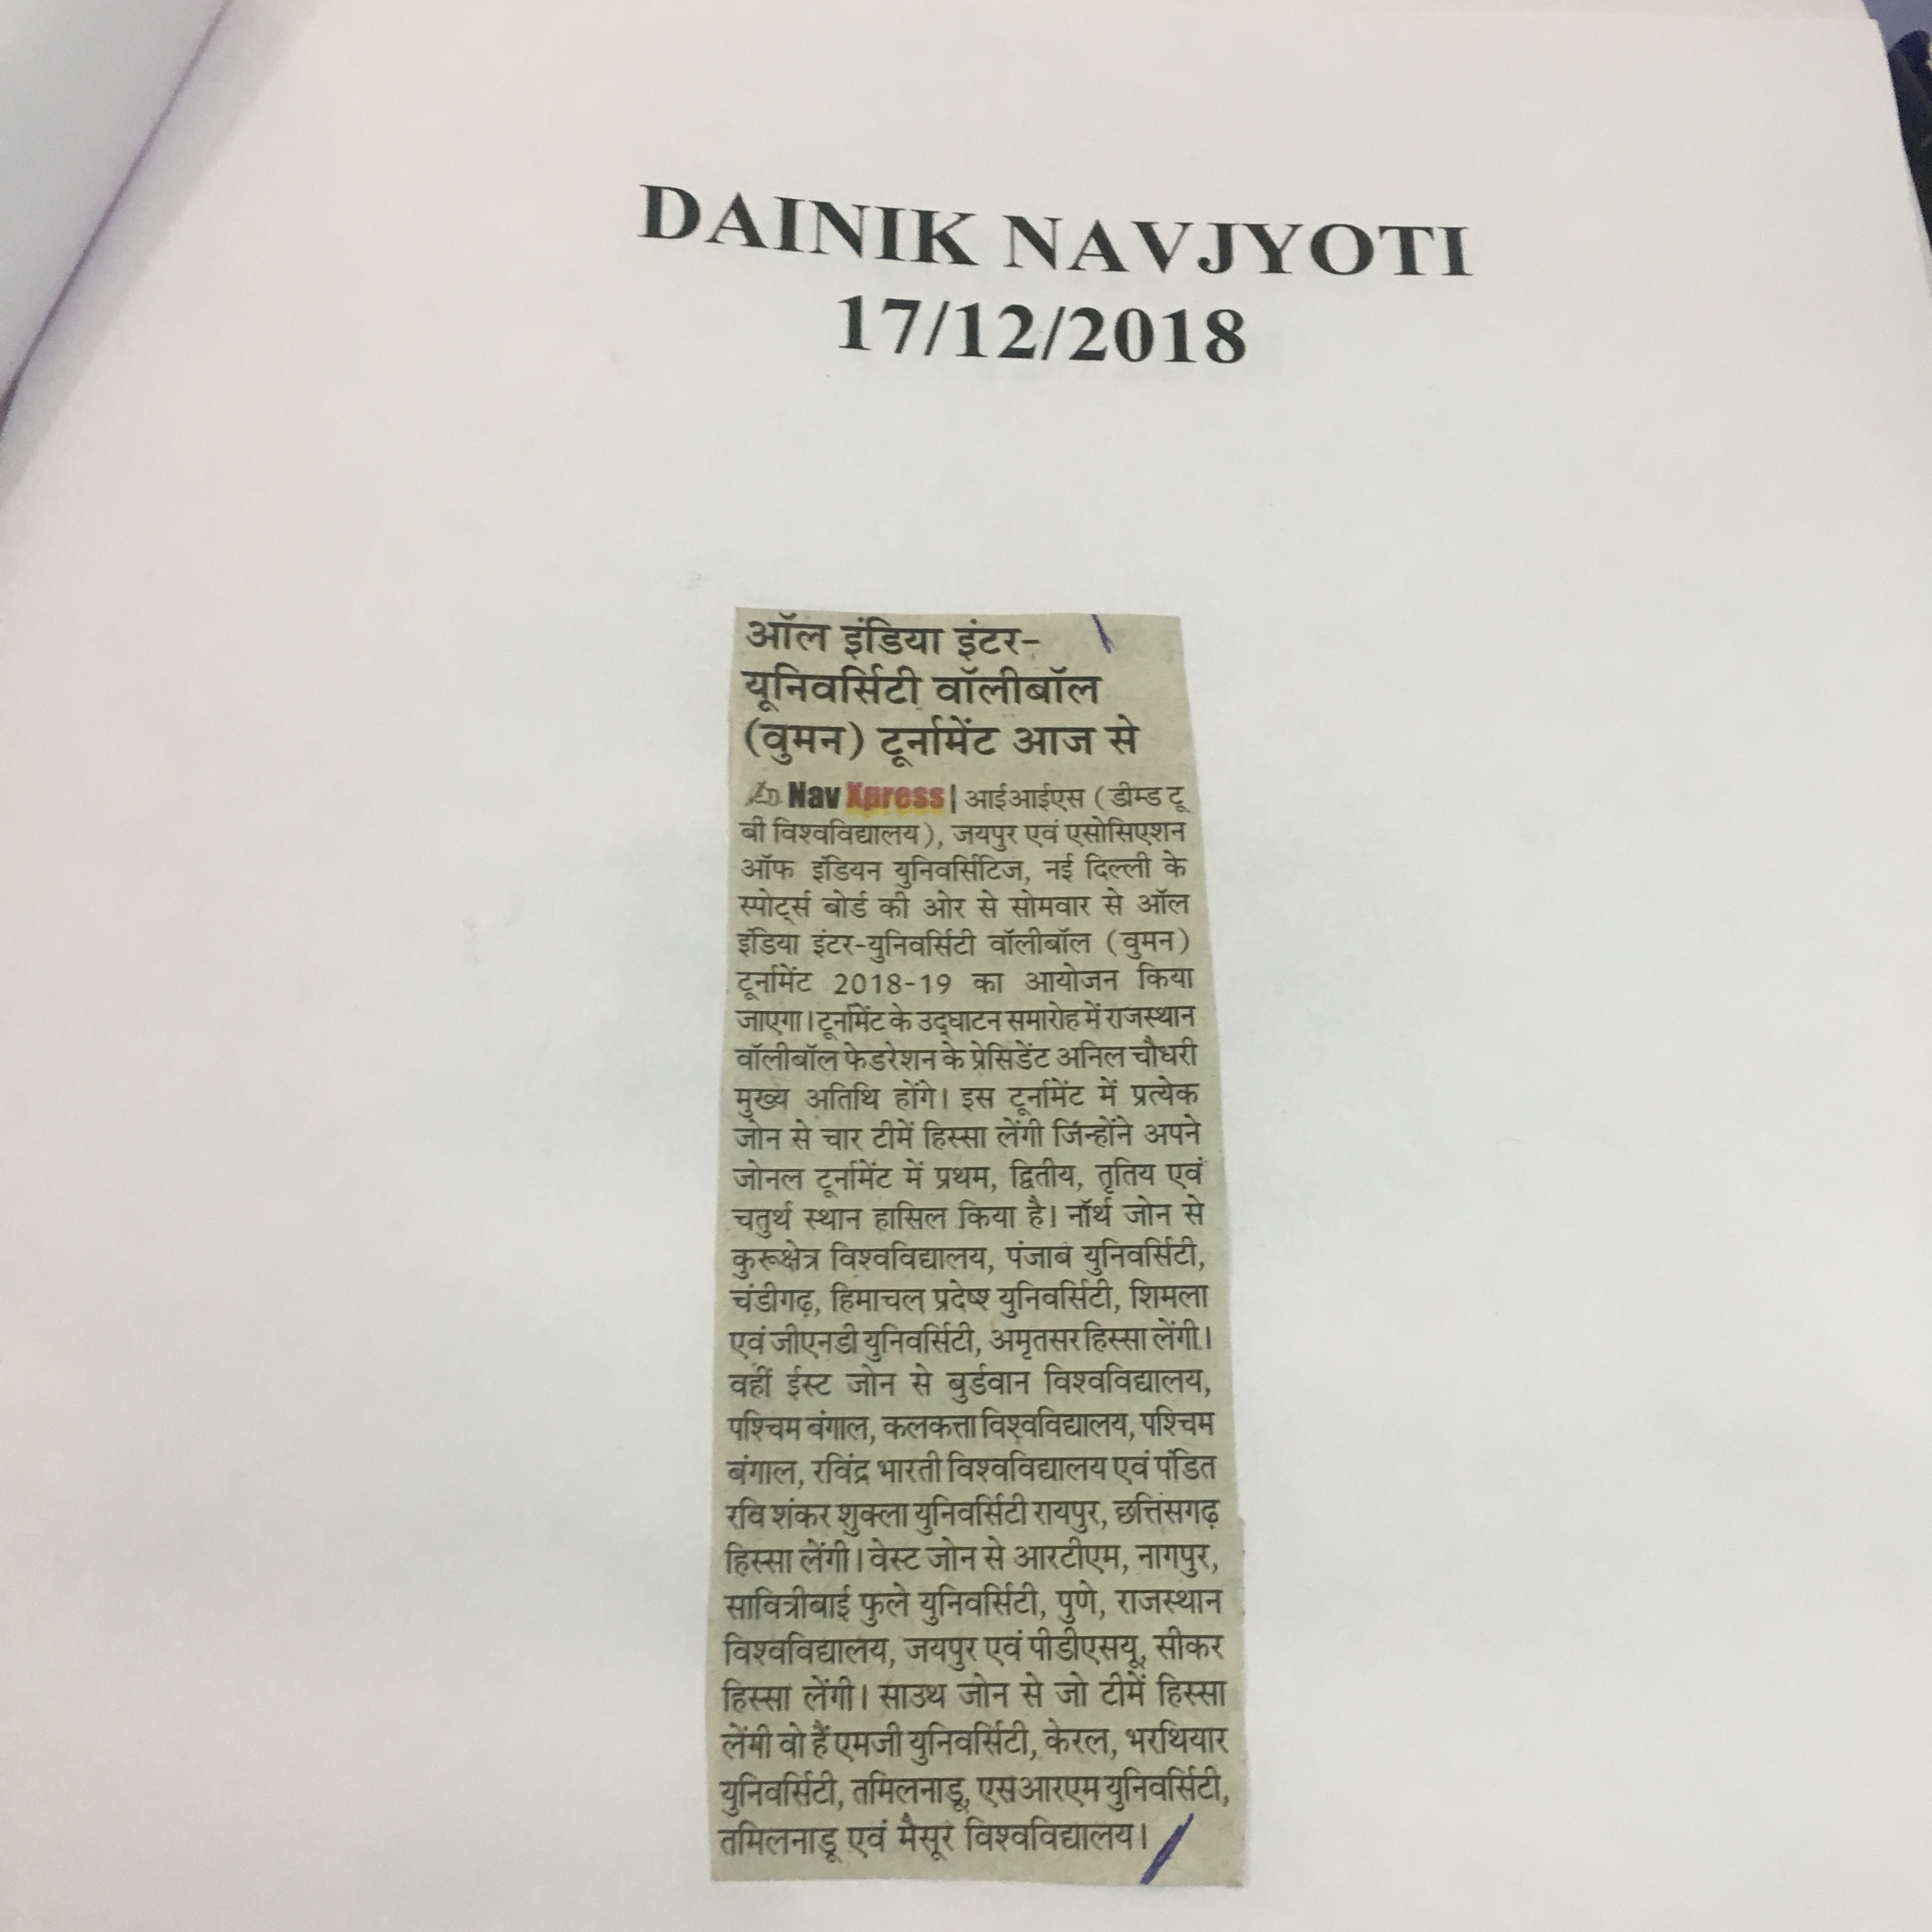 DAINIK NAVJYOTI
17/12/2018
ऑल इंडिया इंटर-
यूनिवर्सिटी वॉलीबॉल
(वुमन) टूर्नामेंट आज से
Nav Xpress| आईआईएस (डीम्ड टू
बी विश्वविद्यालय), जयपुर एवं एसोसिएशन
ऑफ इंडियन युनिवर्सिटिज, नई दिल्ली के
स्पोर्ट्स बोर्ड की ओर से सोमवार से ऑल
इंडिया इंटर-युनिवर्सिटी वॉलीबॉल (वुमन)
टूर्नामेंट 2018-19 का आयोजन किया
जाएगा। टूर्नामेंट के उद्घाटन समारोह में राजस्थान
वॉलीबॉल फेडरेशन के प्रेसिडेंट अनिल चौधरी
मुख्य अतिथि होंगे। इस टूर्नामेंट में प्रत्येक
जोन से चार टीमें हिस्सा लेंगी जिन्होंने अपने
जोनल टूर्नामेंट में प्रथम, द्वितीय, तृतिय एवं
चतुर्थ स्थान हासिल किया है। नॉर्थ जोन से
कुरूक्षेत्र विश्वविद्यालय, पंजाब युनिवर्सिटी,
चंडीगढ़, हिमाचल प्रदेष्श युनिवर्सिटी, शिमला
एवं जीएनडी युनिवर्सिटी, अमृतसर हिस्सा लेंगी।
वहीं ईस्ट जोन से बुर्डवान विश्वविद्यालय,
पश्चिम बंगाल, कलकत्ता विश्वविद्यालय, पश्चिम
बंगाल, रविंद्र भारती विश्वविद्यालय एवं पंडित
रवि शंकर शुक्ला युनिवर्सिटी रायपुर, छत्तिसगढ़
हिस्सा लेंगी। वेस्ट जोन से आरटीएम, नागपुर,
सावित्रीबाई फुले युनिवर्सिटी, पुणे, राजस्थान
विश्वविद्यालय, जयपुर एवं पीडीएसयू, सीकर
हिस्सा लेंगी। साउथ जोन से जो टीमें हिस्सा
लेंगी वो हैं एमजी युनिवर्सिटी, केरल, भरथियार
युनिवर्सिटी, तमिलनाडू, एसआरएम युनिवर्सिटी,
तमिलनाडू एवं मैसूर विश्वविद्यालय।